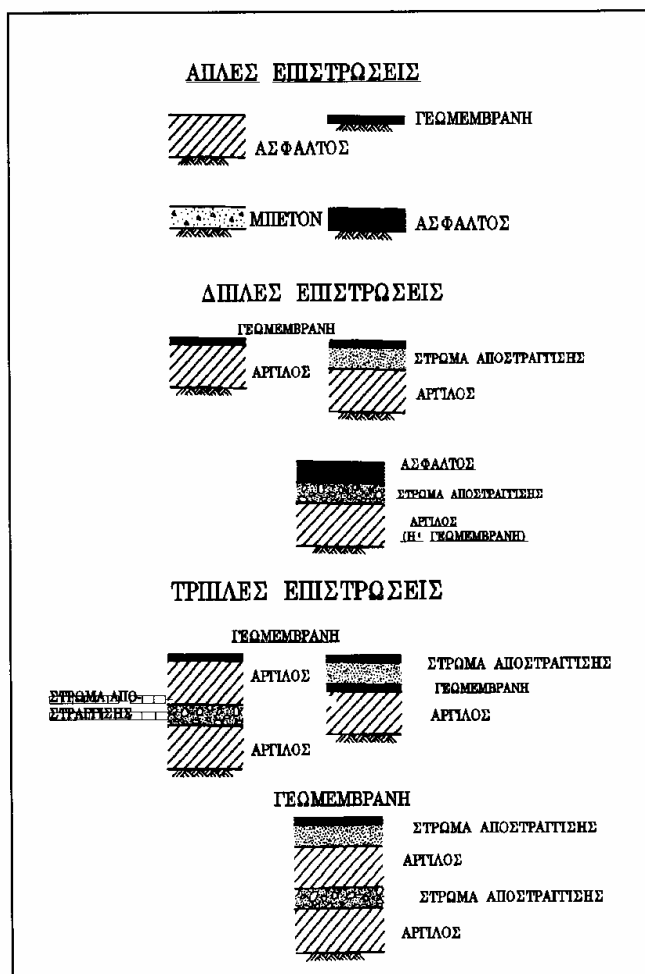 ΑΠΛΕΣ ΕΠΙΣΤΡΩΣΕΙΣ
ΑΣΦΑΛΤΟΣ
ΓΕΩΜΕΜΒΡΑΝΗ
ΜΠΕΤΟΝ
ΑΣΦΑΛΤΟΣ
ΔΙΠΛΕΣ ΕΠΙΣΤΡΩΣΕΙΣ
ΓΕΩΜΕΜΒΡΑΝΗ
ΑΡΓΙΛΟΣ
ΣΤΡΩΜΑ ΑΠΟΣΤΡΑΓΓΙΣΗΣ
ΑΡΓΙΛΟΣ
ΑΣΦΑΛΤΟΣ
ΣΤΡΩΜΑ ΑΠΟΣΤΡΑΓΓΙΣΗΣ
ΑΡΓΙΛΟΣ
(Η' ΓΕΩΜΕΜΒΡΑΝΗ)
ΤΡΙΠΛΕΣ ΕΠΙΣΤΡΩΣΕΙΣ
ΓΕΩΜΕΜΒΡΑΝΗ
ΑΡΓΙΛΟΣ
ΣΤΡΩΜΑ ΑΠΟ-
ΣΤΡΑΓΓΙΣΗΣ
ΑΡΓΙΛΟΣ
ΣΤΡΩΜΑ ΑΠΟΣΤΡΑΓΓΙΣΗΣ
ΓΕΩΜΕΜΒΡΑΝΗ
ΑΡΓΙΛΟΣ
ΓΕΩΜΕΜΒΡΑΝΗ
ΣΤΡΩΜΑ ΑΠΟΣΤΡΑΓΓΙΣΗΣ
ΑΡΓΙΛΟΣ
ΣΤΡΩΜΑ ΑΠΟΣΤΡΑΓΓΙΣΗΣ
ΑΡΓΙΛΟΣ